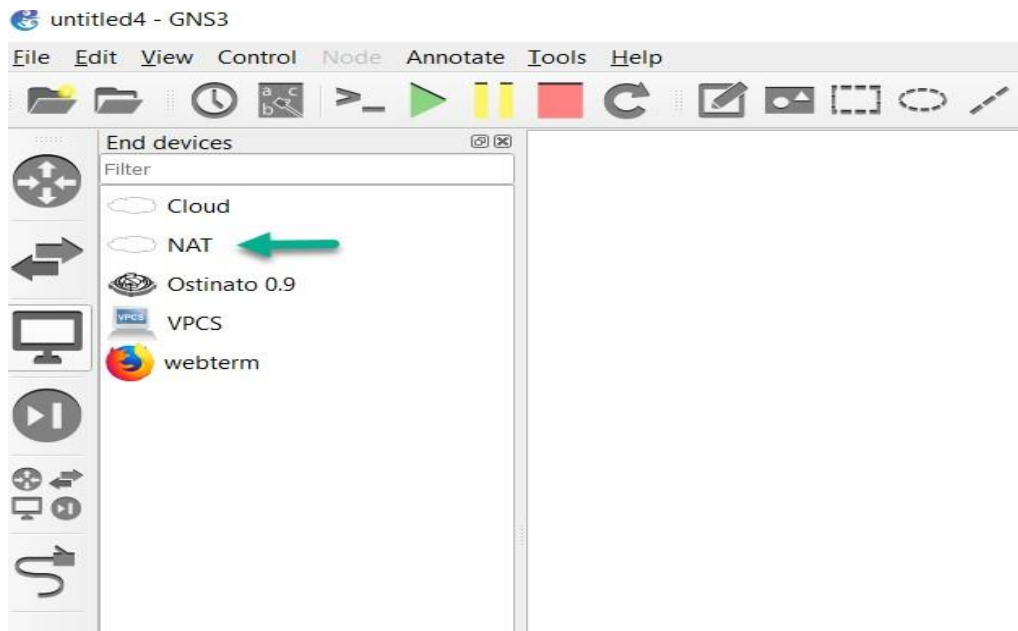 untitled4 - GNS3
File Edit View Control Node Annotate Tools Help
a c
b
>_
End devices
Filter
Cloud
NAT
Ostinato 0.9
VPCS
VPCS
webterm